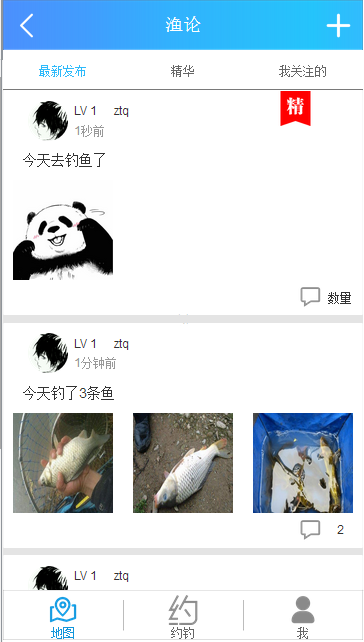 渔论
最新发布 精华 我关注的
LV 1 ztq 精
1秒前
今天去钓鱼了
数量
LV 1 ztq
1分钟前
今天钓了3条鱼
2
LV 1 ztq
地图 约钓 我